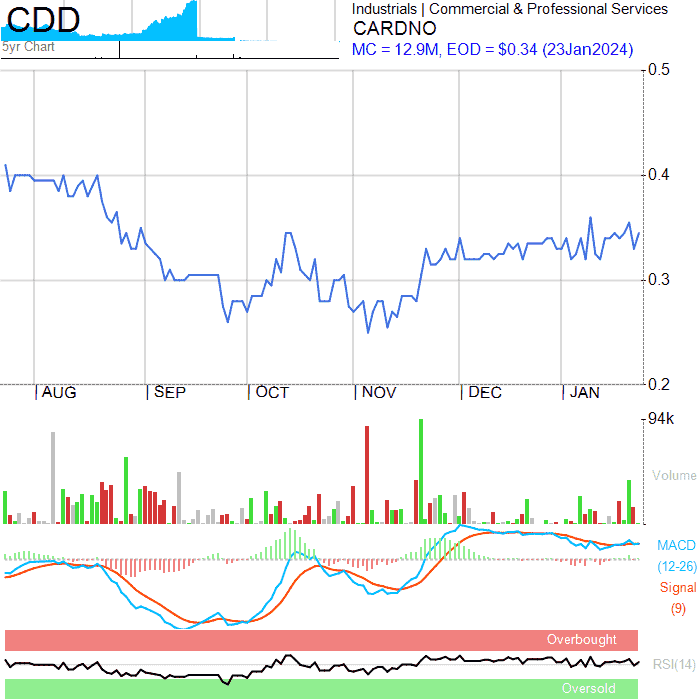 CDD
5yr Chart
Industrials | Commercial & Professional Services
CARDNO
MC = 12.9M, EOD = $0.34 (23Jan2024)
0.5
0.4
0.3
0.2
AUG SEP OCT NOV DEC JAN
94k
Volume
MACD
(12-26)
Signal
(9)
Overbought
RSI(14)
Oversold